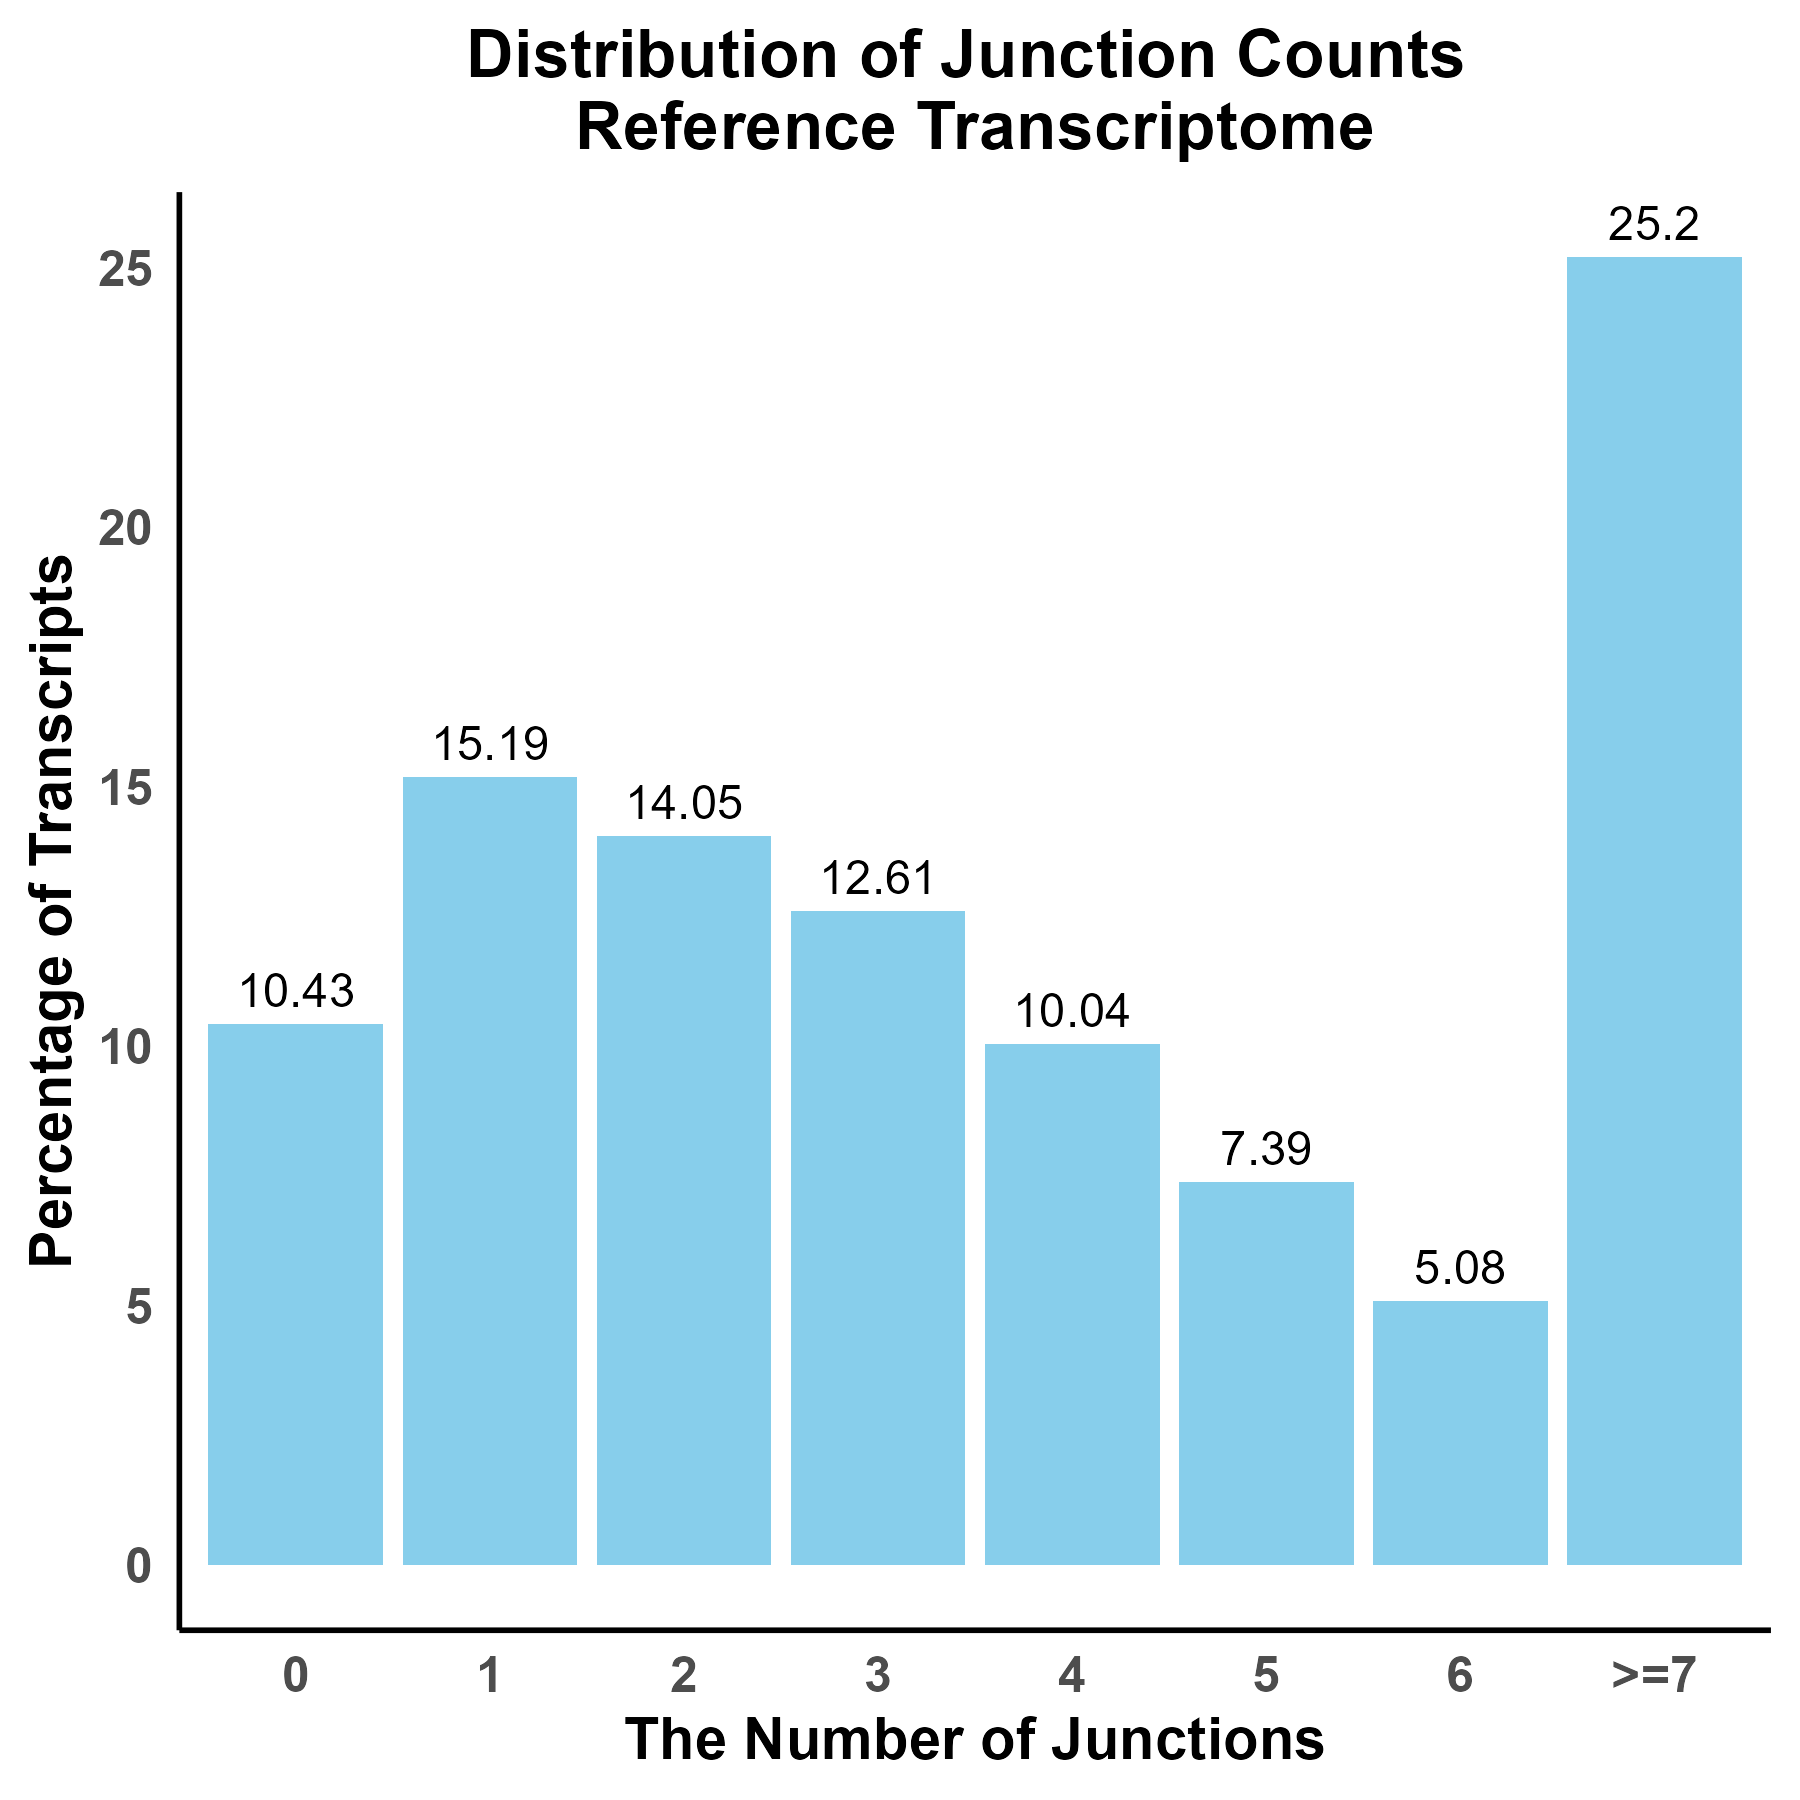 Distribution of Junction Counts
Reference Transcriptome
25
20
15
10
5
0
Percentage of Transcripts
10.43
15.19
14.05
12.61
10.04
7.39
5.08
25.2
0 1 2 3 4 5 6 >=7
The Number of Junctions